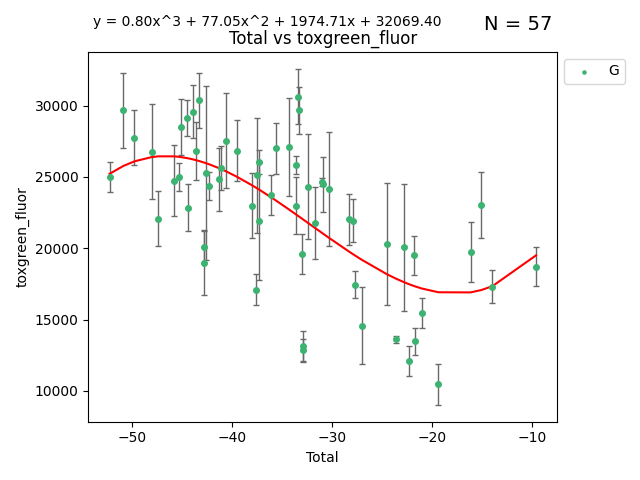 y = 0.80x^3 + 77.05x^2 + 1974.71x + 32069.40
N = 57
Total vs toxgreen_fluor
G
30000
25000
20000
15000
10000
toxgreen_fluor
−50
−40
−30
−20
−10
Total